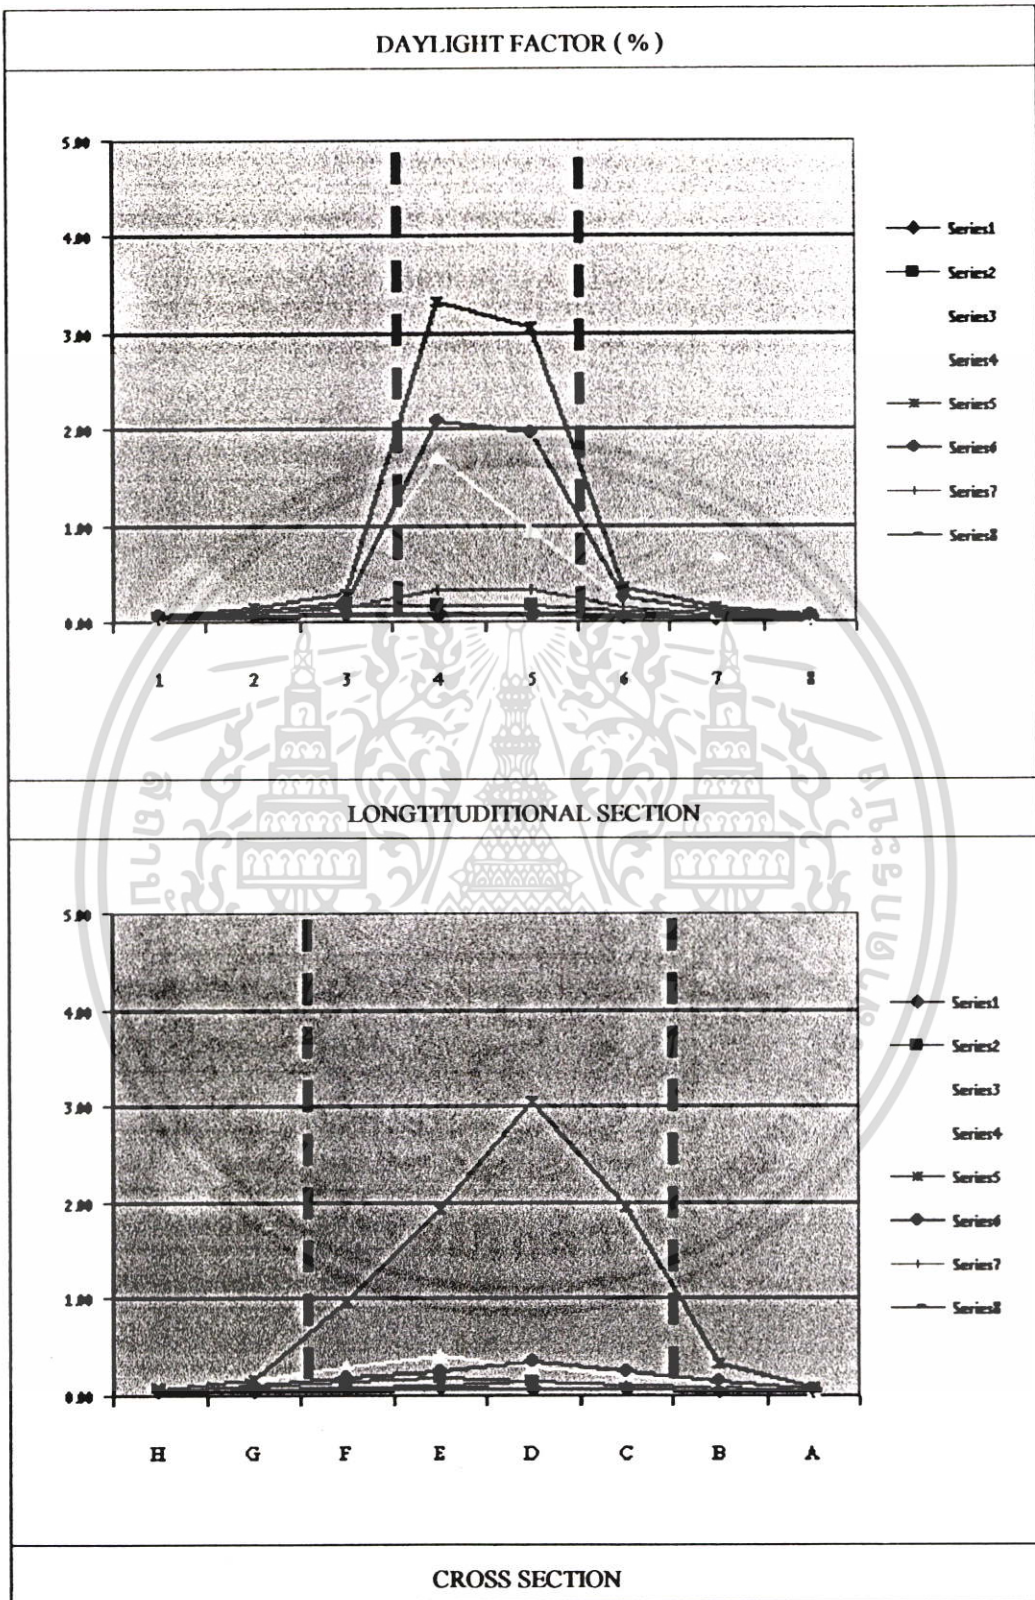 DAYLIGHT FACTOR ( % )
5.00
4.00
3.00
2.00
1.00
0.00
1 2 3 4 5 6 7 8
Series1
Series2
Series3
Series4
Series5
Series6
Series7
Series8
LONGTITUDITIONAL SECTION
5.00
4.00
3.00
2.00
1.00
0.00
H G F E D C B A
Series1
Series2
Series3
Series4
Series5
Series6
Series7
Series8
CROSS SECTION